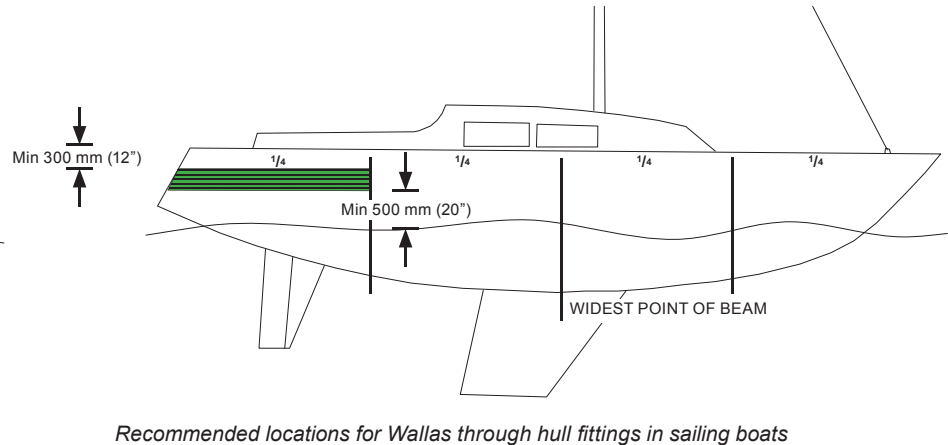 Min 300 mm (12”)
1/4 1/4 1/4 1/4
Min 500 mm (20”)
WIDEST POINT OF BEAM
Recommended locations for Wallas through hull fittings in sailing boats